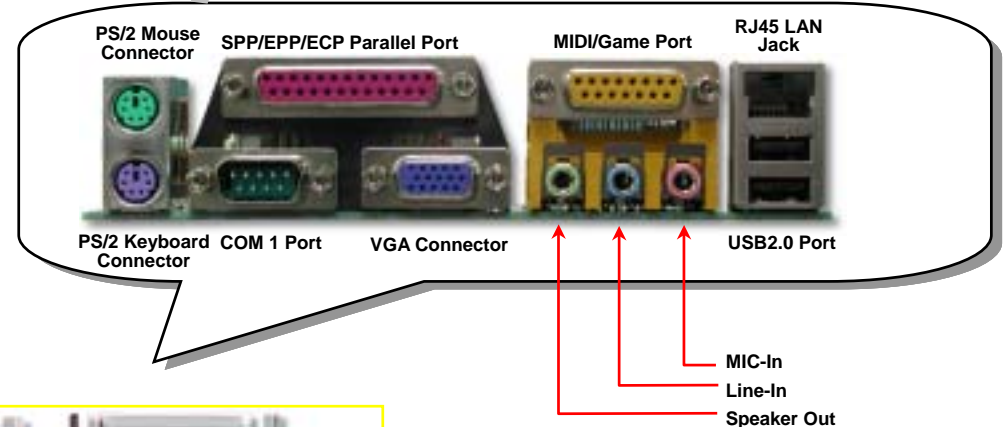 PS/2 Mouse
Connector
SPP/EPP/ECP Parallel Port
MIDI/Game Port
RJ45 LAN
Jack
PS/2 Keyboard
Connector
COM 1 Port
VGA Connector
USB2.0 Port
MIC-In
Line-In
Speaker Out